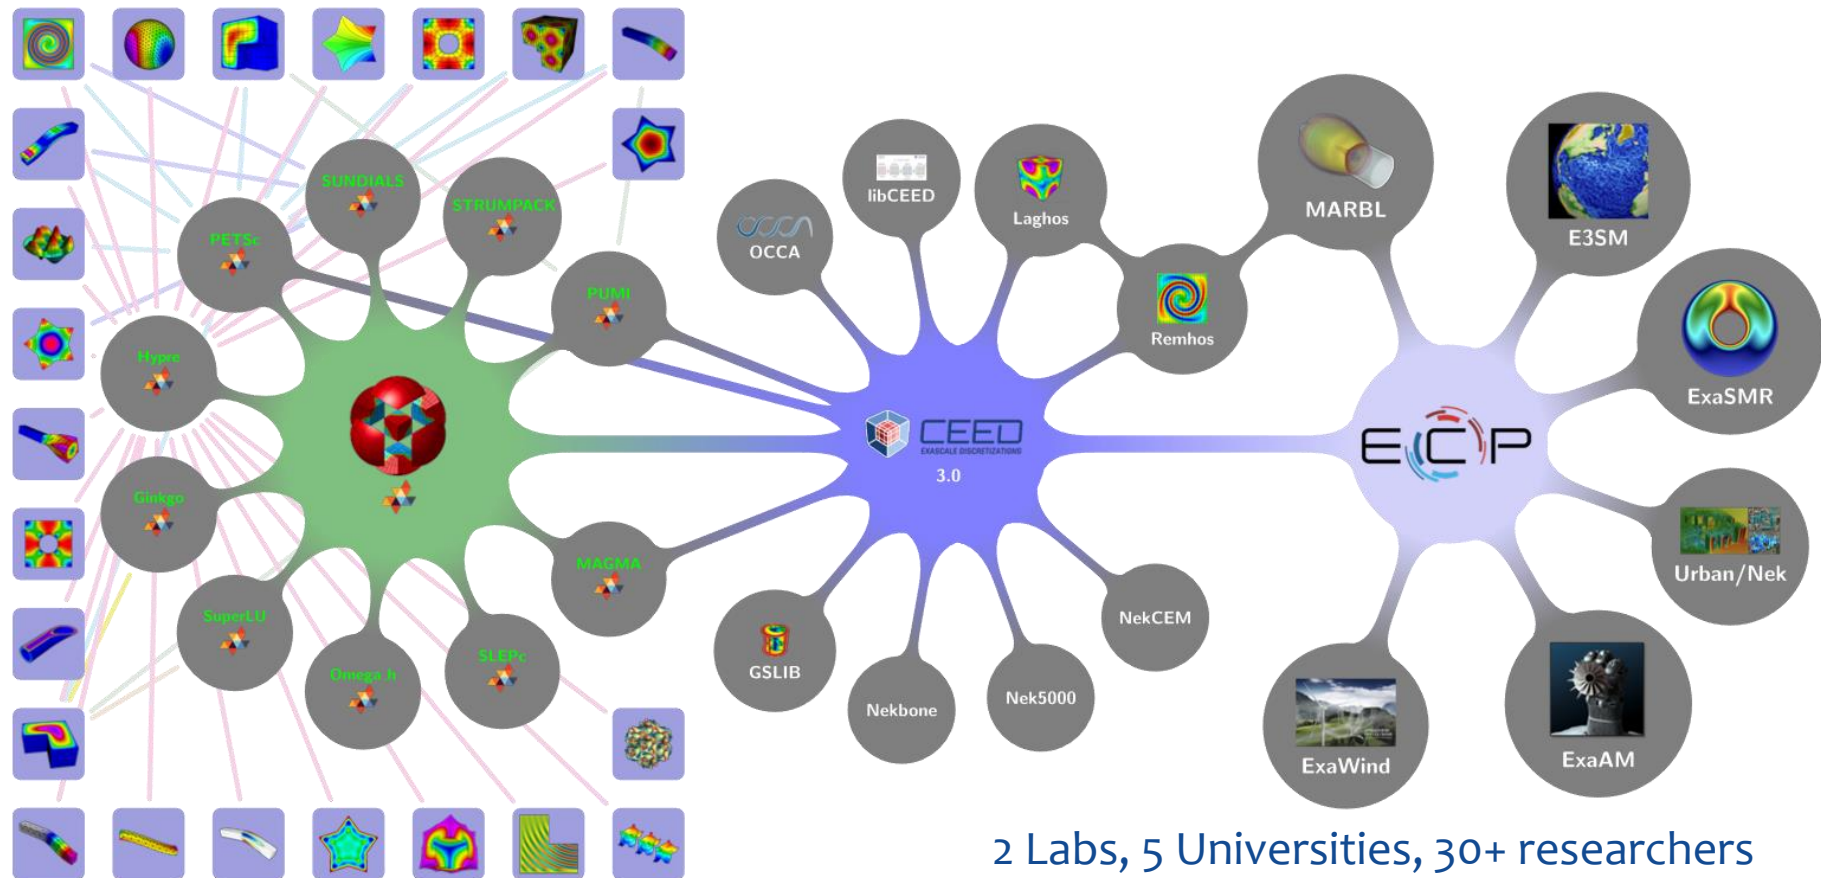 SUNDIALS
STRUMPACK
PETSc
PUMI
Hypre
Ginkgo
SuperLU
Omega_h
SLEPc
MAGMA
OCCA
OCCA
libCEED
Laghos
Remhos
CEED
EXASCALE DISCRETIZATIONS
3.0
GSLIB
Nekbone
Nek5000
NekCEM
MARBL
E3SM
ExaSMR
ECP
Urban/Nek
ExaAM
ExaWind
2 Labs, 5 Universities, 30+ researchers